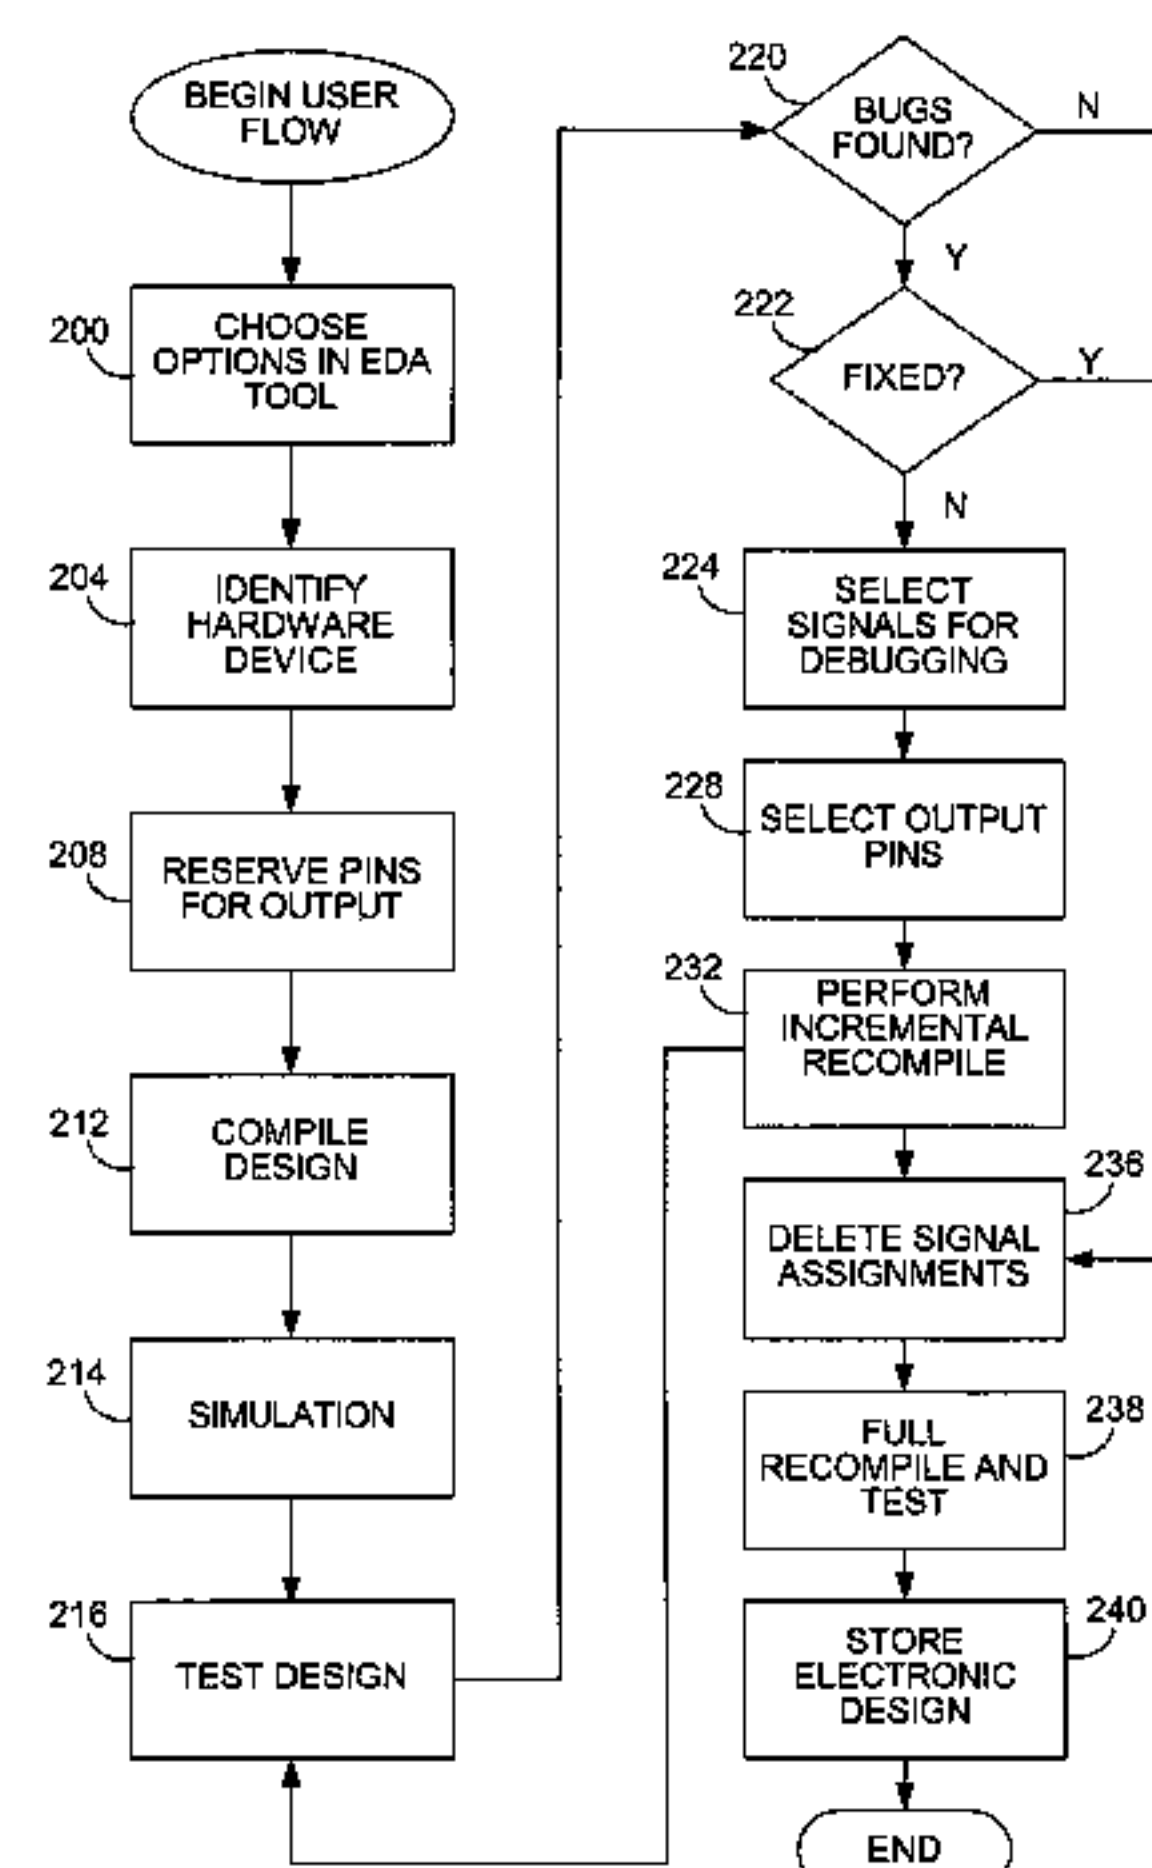 BEGIN USER
FLOW
200
CHOOSE
OPTIONS IN EDA
TOOL
204
IDENTIFY
HARDWARE
DEVICE
208
RESERVE PINS
FOR OUTPUT
212
COMPILE
DESIGN
214
SIMULATION
216
TEST DESIGN
220
BUGS
FOUND?
N
Y
222
FIXED?
Y
N
224
SELECT
SIGNALS FOR
DEBUGGING
228
SELECT OUTPUT
PINS
232
PERFORM
INCREMENTAL
RECOMPILE
236
DELETE SIGNAL
ASSIGNMENTS
238
FULL
RECOMPILE AND
TEST
240
STORE
ELECTRONIC
DESIGN
END